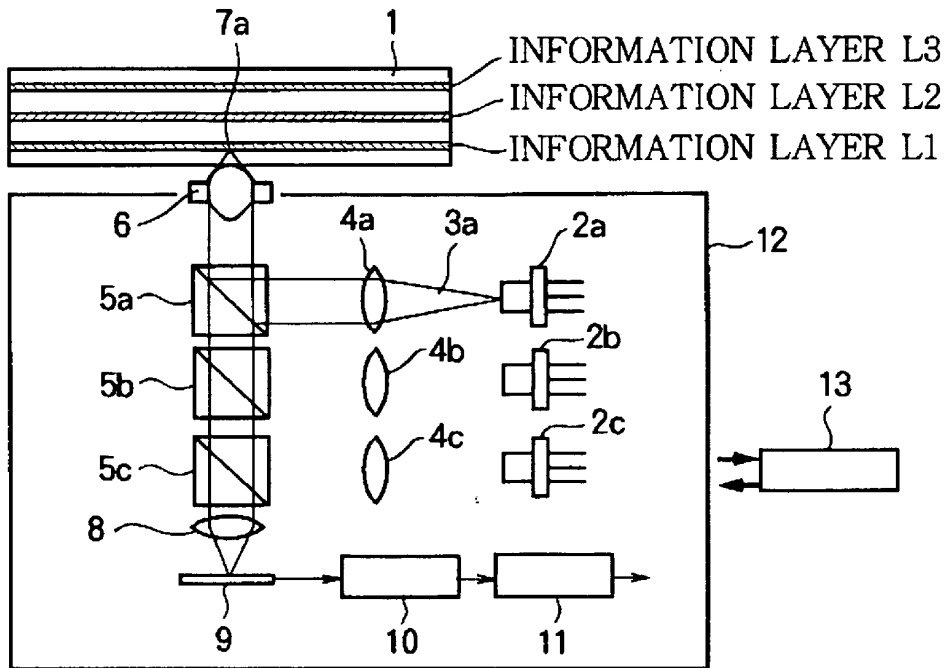 7a
1
INFORMATION LAYER L3
INFORMATION LAYER L2
INFORMATION LAYER L1
6
4a
3a
2a
12
5a
4b
2b
5b
13
4c
2c
5c
8
9
10
11